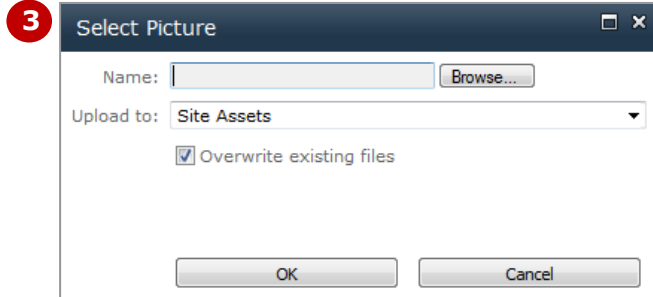 3
Select Picture
Name: Browse...
Upload to: Site Assets
Overwrite existing files
OK Cancel